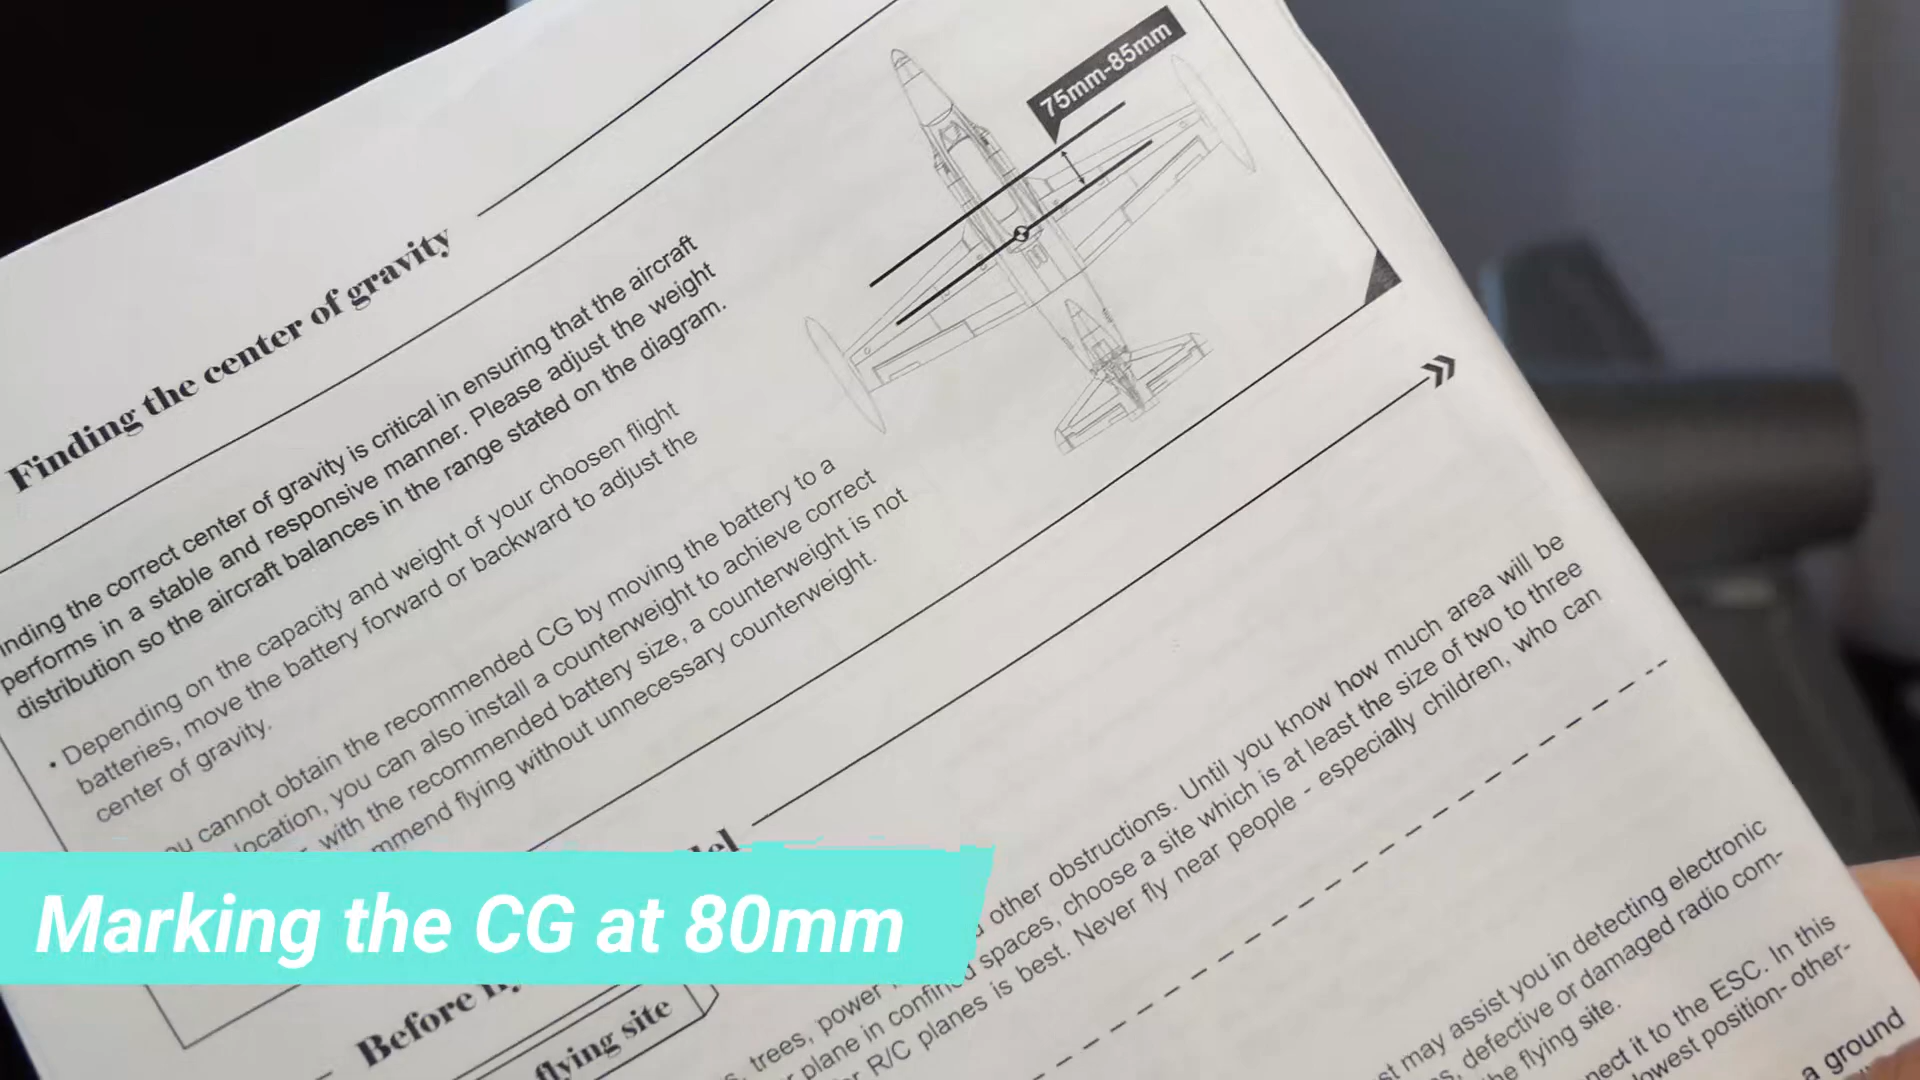 75mm-85mm
Finding the center of gravity
inding the correct center of gravity is critical in ensuring that the aircraft
performs in a stable and responsive manner. Please adjust the weight
distribution so the aircraft balances in the range stated on the diagram.
• Depending on the capacity and weight of your choosen flight
batteries, move the battery forward or backward to adjust the
center of gravity.
ou cannot obtain the recommended CG by moving the battery to a
location, you can also install a counterweight to achieve correct
with the recommended battery size, a counterweight is not
mmend flying without unnecessary counterweight.
Marking the CG at 80mm
Before
flying site
other obstructions. Until you know how much area will be
trees, power
plane in confined spaces, choose a site which is at least the size of two to three
R/C planes is best. Never fly near people - especially children, who can
st may assist you in detecting electronic
defective or damaged radio com-
the flying site.
nect it to the ESC. In this
lowest position- other-
a ground